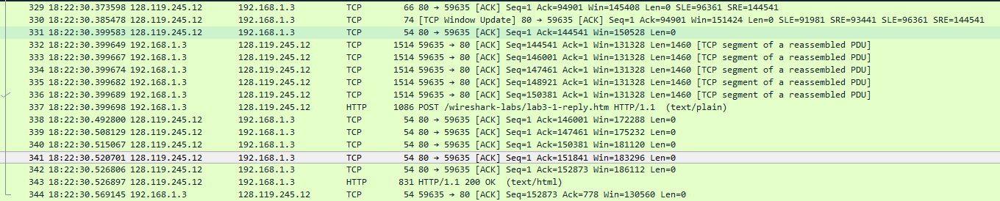 329 18:22:30.373598 128.119.245.12 192.168.1.3 TCP 66 80 → 59635 [ACK] Seq=1 Ack=94901 Win=145408 Len=0 SLE=96361 SRE=144541
330 18:22:30.385478 128.119.245.12 192.168.1.3 TCP 74 [TCP Window Update] 80 → 59635 [ACK] Seq=1 Ack=94901 Win=151424 Len=0 SLE=91981 SRE=93441 SLE=96361 SRE=144541
331 18:22:30.399583 128.119.245.12 192.168.1.3 TCP 54 80 → 59635 [ACK] Seq=1 Ack=144541 Win=150528 Len=0
332 18:22:30.399649 192.168.1.3 128.119.245.12 TCP 1514 59635 → 80 [ACK] Seq=144541 Ack=1 Win=131328 Len=1460 [TCP segment of a reassembled PDU]
333 18:22:30.399667 192.168.1.3 128.119.245.12 TCP 1514 59635 → 80 [ACK] Seq=146001 Ack=1 Win=131328 Len=1460 [TCP segment of a reassembled PDU]
334 18:22:30.399674 192.168.1.3 128.119.245.12 TCP 1514 59635 → 80 [ACK] Seq=147461 Ack=1 Win=131328 Len=1460 [TCP segment of a reassembled PDU]
335 18:22:30.399682 192.168.1.3 128.119.245.12 TCP 1514 59635 → 80 [ACK] Seq=148921 Ack=1 Win=131328 Len=1460 [TCP segment of a reassembled PDU]
336 18:22:30.399689 192.168.1.3 128.119.245.12 TCP 1514 59635 → 80 [ACK] Seq=150381 Ack=1 Win=131328 Len=1460 [TCP segment of a reassembled PDU]
337 18:22:30.399698 192.168.1.3 128.119.245.12 HTTP 1086 POST /wireshark-labs/lab3-1-reply.htm HTTP/1.1 (text/plain)
338 18:22:30.492800 128.119.245.12 192.168.1.3 TCP 54 80 → 59635 [ACK] Seq=1 Ack=146001 Win=172288 Len=0
339 18:22:30.508129 128.119.245.12 192.168.1.3 TCP 54 80 → 59635 [ACK] Seq=1 Ack=147461 Win=175232 Len=0
340 18:22:30.515067 128.119.245.12 192.168.1.3 TCP 54 80 → 59635 [ACK] Seq=1 Ack=150381 Win=181120 Len=0
341 18:22:30.520701 128.119.245.12 192.168.1.3 TCP 54 80 → 59635 [ACK] Seq=1 Ack=151841 Win=183296 Len=0
342 18:22:30.526806 128.119.245.12 192.168.1.3 TCP 54 80 → 59635 [ACK] Seq=1 Ack=152873 Win=186112 Len=0
343 18:22:30.526897 128.119.245.12 192.168.1.3 HTTP 831 HTTP/1.1 200 OK (text/html)
344 18:22:30.569145 192.168.1.3 128.119.245.12 TCP 54 59635 → 80 [ACK] Seq=152873 Ack=778 Win=130560 Len=0